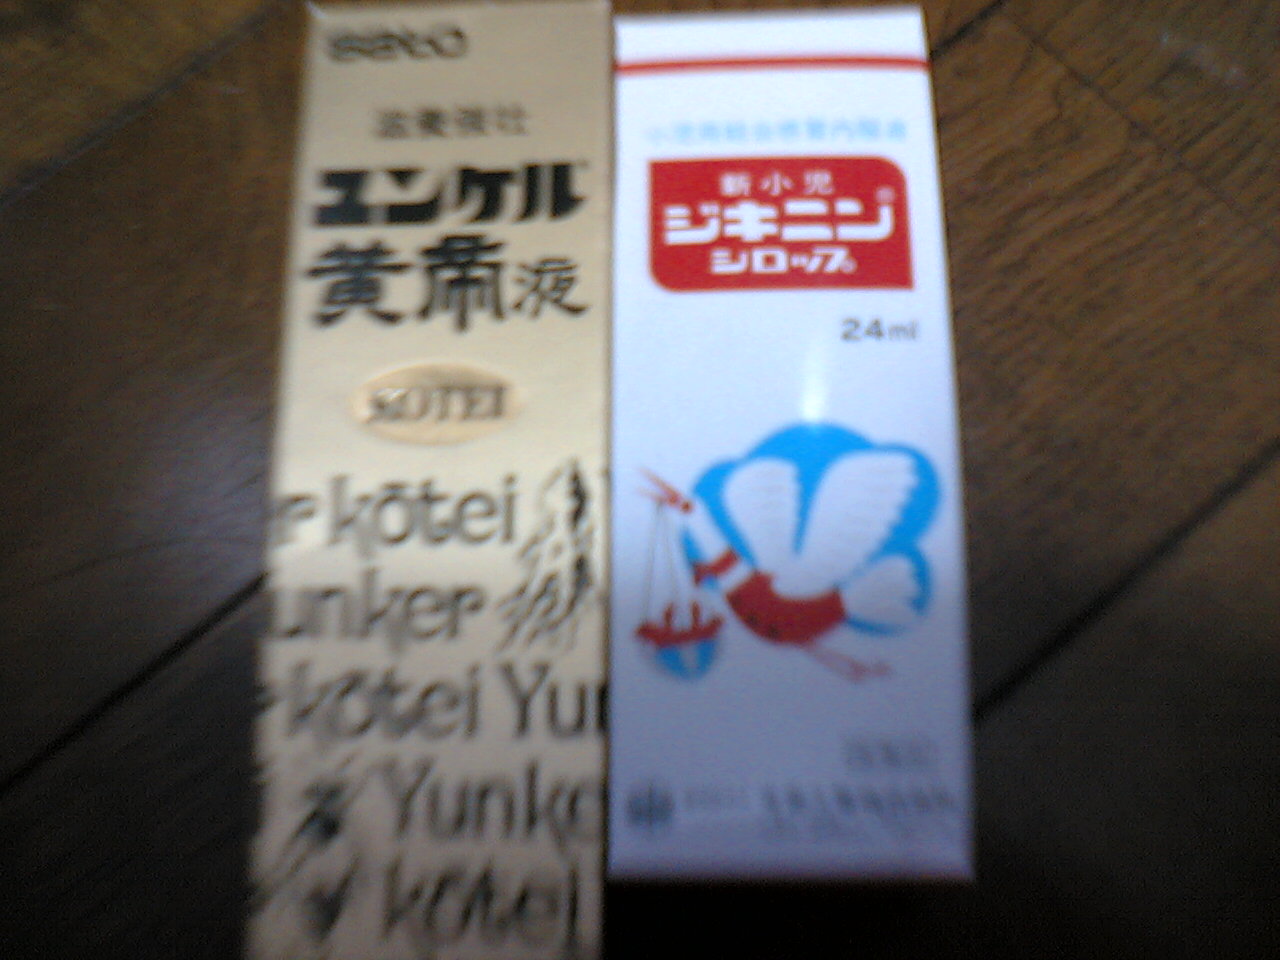 sato
滋養強壮
ユンケル
黄帝液
KOTEI
r kōtei
unker
kōtei Yun
Yunke
kōtei
新小児
ジキニン®
シロップ®
24ml